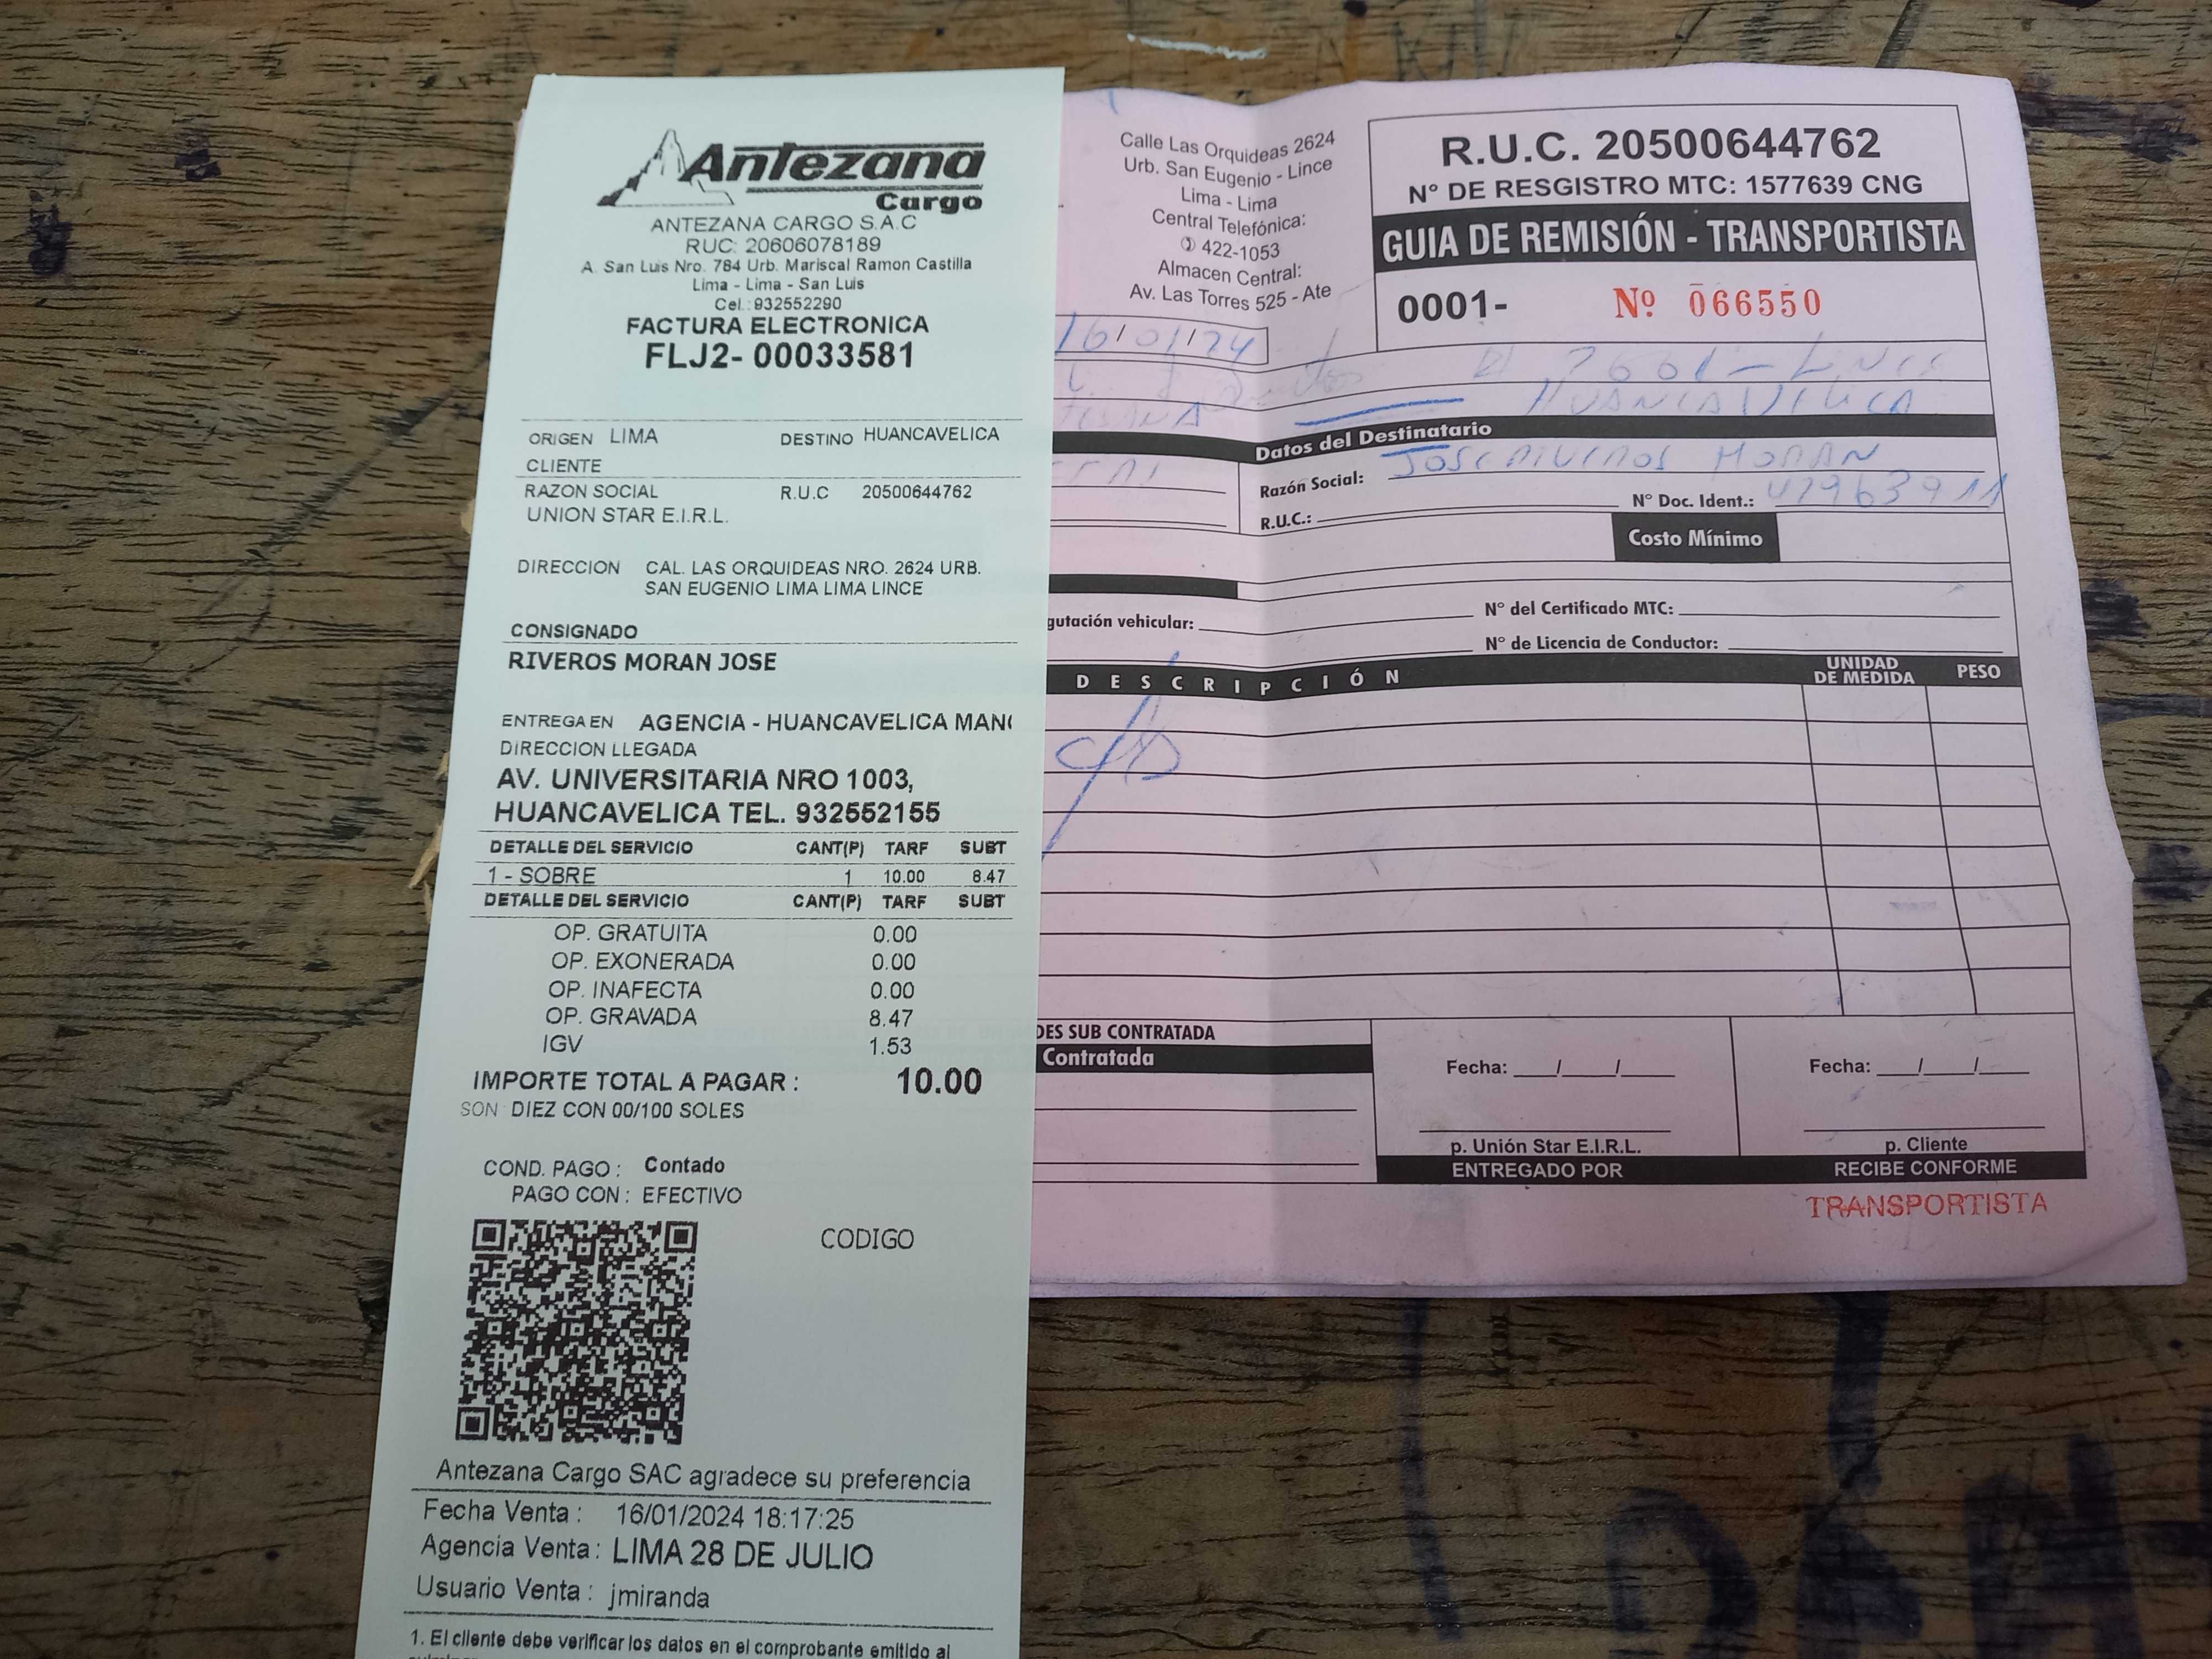 Antezana
Cargo
ANTEZANA CARGO S.A.C
RUC: 20606078189
A. San Luis Nro. 784 Urb. Mariscal Ramon Castilla
Lima - Lima - San Luis
Cel.:932552290
FACTURA ELECTRONICA
FLJ2- 00033581
ORIGEN LIMA DESTINO HUANCAVELICA
CLIENTE
RAZON SOCIAL R.U.C 20500644762
UNION STAR E.I.R.L.
DIRECCION CAL. LAS ORQUIDEAS NRO. 2624 URB.
SAN EUGENIO LIMA LIMA LINCE
CONSIGNADO
RIVEROS MORAN JOSE
ENTREGA EN AGENCIA - HUANCAVELICA MAN
DIRECCION LLEGADA
AV. UNIVERSITARIA NRO 1003,
HUANCAVELICA TEL. 932552155
DETALLE DEL SERVICIO CANT(P) TARF SUBT
1 - SOBRE 1 10.00 8.47
DETALLE DEL SERVICIO CANT(P) TARF SUBT
OP. GRATUITA 0.00
OP. EXONERADA 0.00
OP. INAFECTA 0.00
OP. GRAVADA 8.47
IGV 1.53
IMPORTE TOTAL A PAGAR : 10.00
SON : DIEZ CON 00/100 SOLES
COND. PAGO : Contado
PAGO CON : EFECTIVO
CODIGO
Antezana Cargo SAC agradece su preferencia
Fecha Venta : 16/01/2024 18:17:25
Agencia Venta : LIMA 28 DE JULIO
Usuario Venta : jmiranda
1. El cliente debe verificar los datos en el comprobante emitido al
Calle Las Orquideas 2624
Urb. San Eugenio - Lince
Lima - Lima
Central Telefónica:
422-1053
Almacen Central:
Av. Las Torres 525 - Ate
R.U.C. 20500644762
N° DE RESGISTRO MTC: 1577639 CNG
GUIA DE REMISIÓN - TRANSPORTISTA
0001- Nº 066550
16/01/24
HUANCAVELICA
Datos del Destinatario
Razón Social: JOSE RIVEROS MORAN
N° Doc. Ident.:
R.U.C.:
Costo Mínimo
gutación vehicular: N° del Certificado MTC:
N° de Licencia de Conductor:
DESCRIPCIÓN UNIDAD DE MEDIDA PESO
DES SUB CONTRATADA
Contratada
Fecha: __/__/__ Fecha: __/__/__
p. Unión Star E.I.R.L. p. Cliente
ENTREGADO POR RECIBE CONFORME
TRANSPORTISTA